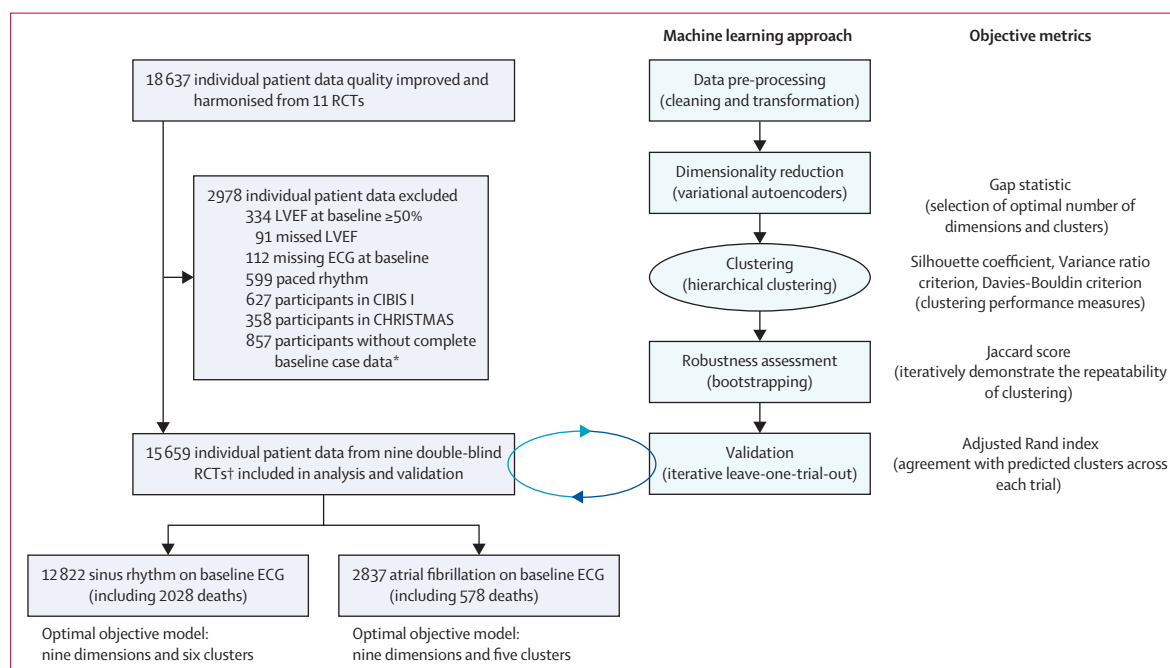 18 637 individual patient data quality improved and
harmonised from 11 RCTs
2978 individual patient data excluded
334 LVEF at baseline ≥50%
91 missed LVEF
112 missing ECG at baseline
599 paced rhythm
627 participants in CIBIS I
358 participants in CHRISTMAS
857 participants without complete
baseline case data*
15 659 individual patient data from nine double-blind
RCTs† included in analysis and validation
12 822 sinus rhythm on baseline ECG
(including 2028 deaths)
Optimal objective model:
nine dimensions and six clusters
2837 atrial fibrillation on baseline ECG
(including 578 deaths)
Optimal objective model:
nine dimensions and five clusters
Machine learning approach
Data pre-processing
(cleaning and transformation)
Dimensionality reduction
(variational autoencoders)
Clustering
(hierarchical clustering)
Robustness assessment
(bootstrapping)
Validation
(iterative leave-one-trial-out)
Objective metrics
Gap statistic
(selection of optimal number of
dimensions and clusters)
Silhouette coefficient, Variance ratio
criterion, Davies-Bouldin criterion
(clustering performance measures)
Jaccard score
(iteratively demonstrate the repeatability
of clustering)
Adjusted Rand index
(agreement with predicted clusters across
each trial)